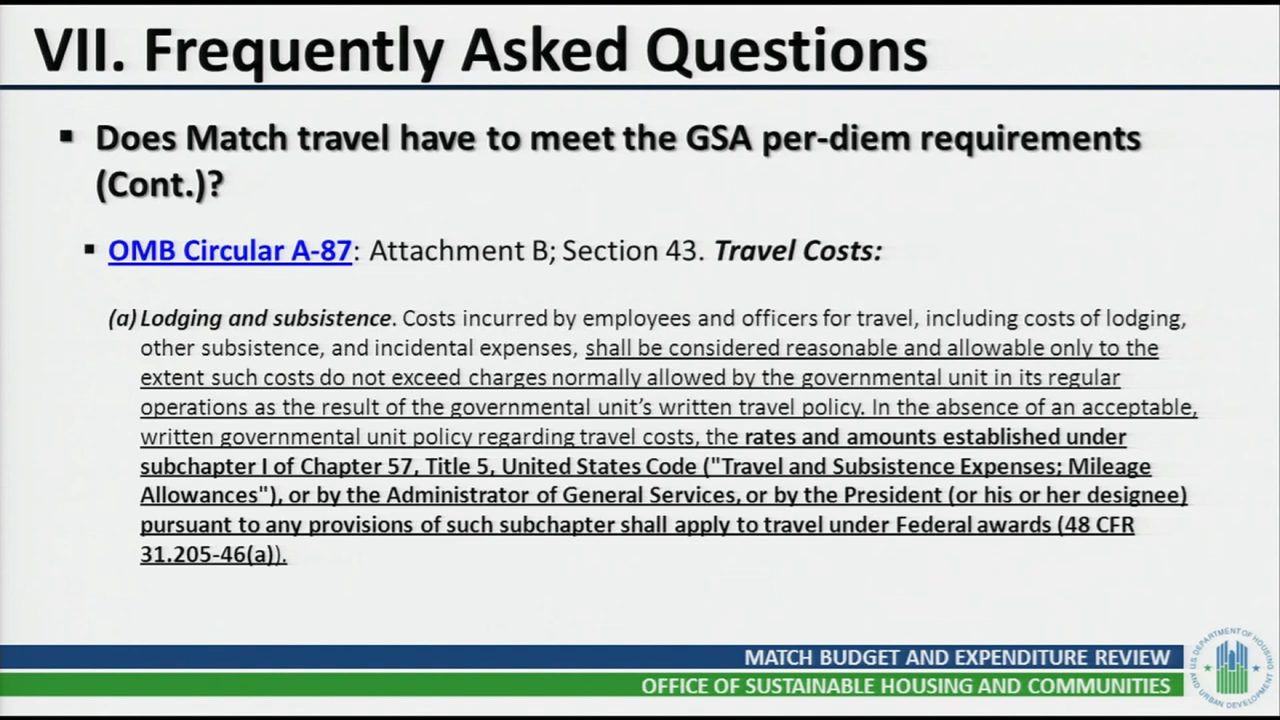 VII. Frequently Asked Questions
▪ Does Match travel have to meet the GSA per-diem requirements
(Cont.)?
▪ OMB Circular A-87: Attachment B; Section 43. Travel Costs:
(a) Lodging and subsistence. Costs incurred by employees and officers for travel, including costs of lodging,
other subsistence, and incidental expenses, shall be considered reasonable and allowable only to the
extent such costs do not exceed charges normally allowed by the governmental unit in its regular
operations as the result of the governmental unit's written travel policy. In the absence of an acceptable,
written governmental unit policy regarding travel costs, the rates and amounts established under
subchapter I of Chapter 57, Title 5, United States Code ("Travel and Subsistence Expenses; Mileage
Allowances"), or by the Administrator of General Services, or by the President (or his or her designee)
pursuant to any provisions of such subchapter shall apply to travel under Federal awards (48 CFR
31.205-46(a)).
MATCH BUDGET AND EXPENDITURE REVIEW
OFFICE OF SUSTAINABLE HOUSING AND COMMUNITIES
U.S. DEPARTMENT OF HOUSING
AND URBAN DEVELOPMENT